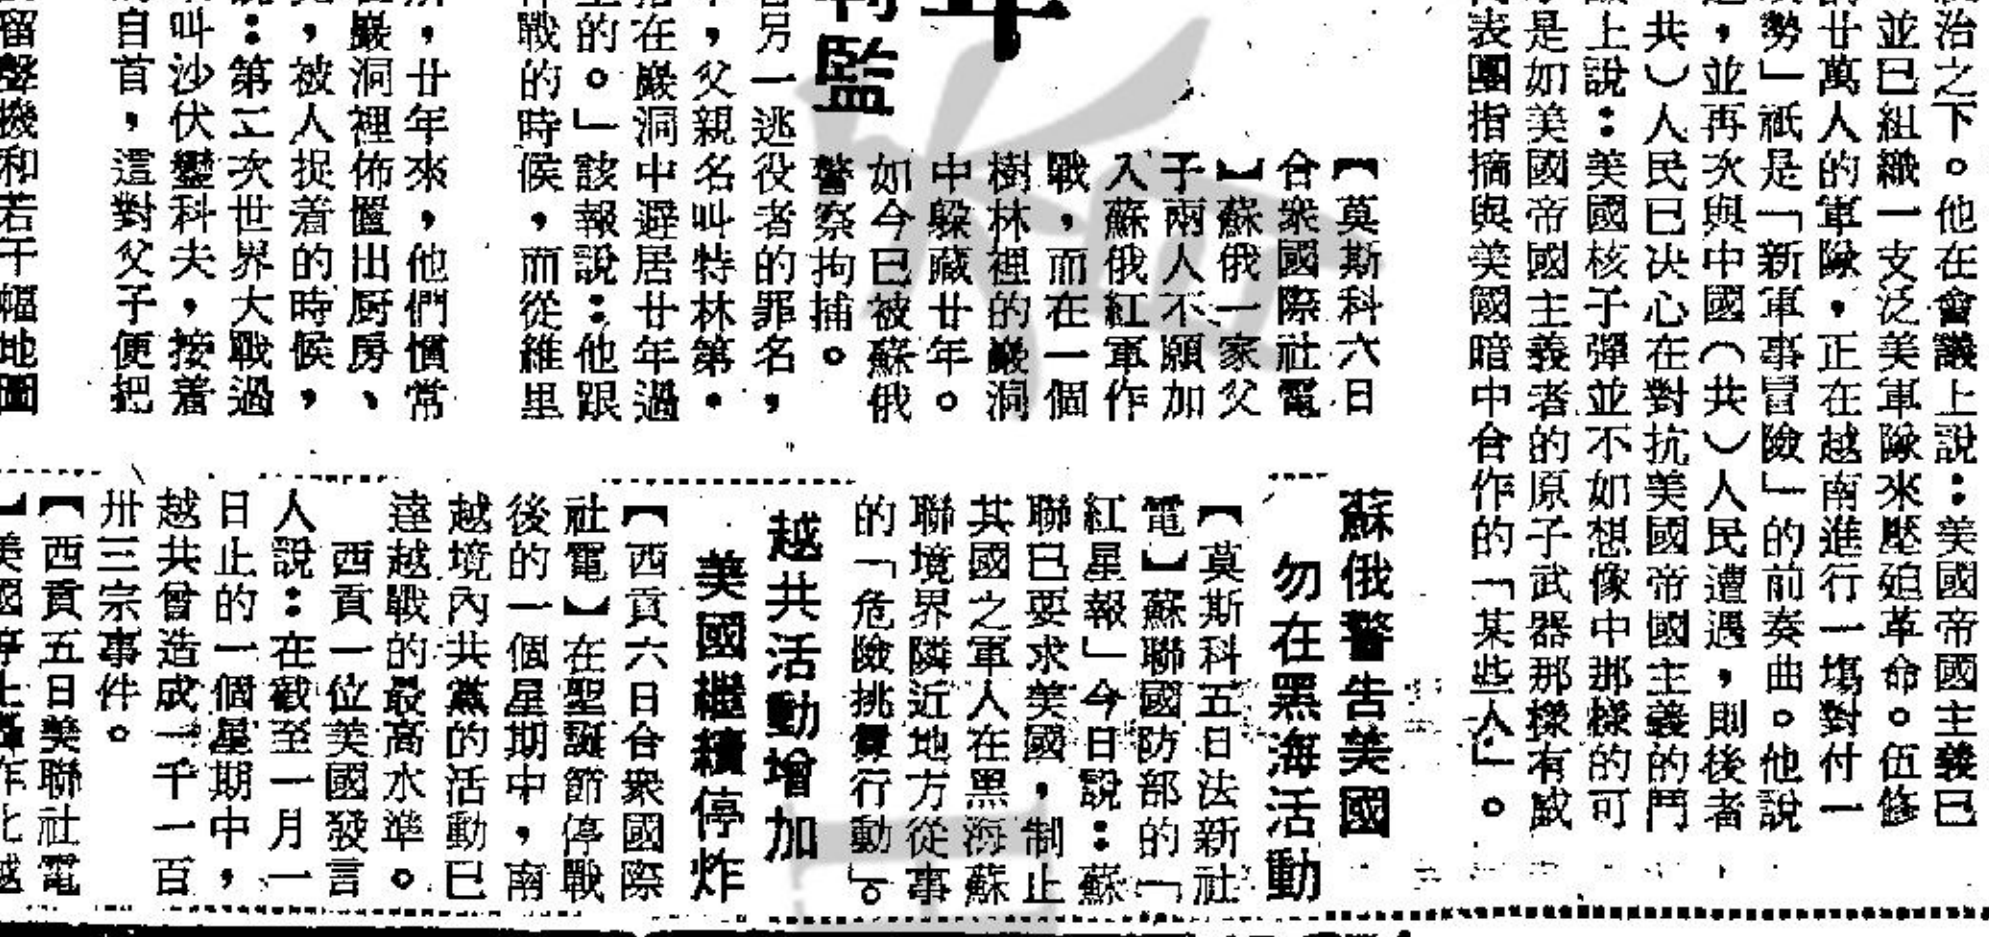 治之下。他在會議上說：美國帝國主義已
並已組織一支泛美軍隊來壓廹革命。伍修
廿萬人的軍隊，正在越南進行一塲對付一
勢」祇是「新軍事冒險」的前奏曲。他說
，並再次與中國（共）人民遭遇，則後者
共）人民已决心在對抗美國帝國主義的鬥
上說：美國核子彈並不如想像中那樣的可
是如美國帝國主義者的原子武器那樣有威
表團指摘與美國暗中合作的「某些人」。
年
監
【莫斯科六日
合衆國際社電
】蘇俄一家父
子兩人不願加
入蘇俄紅軍作
戰，而在一個
樹林裡的巖洞
中躱藏廿年。
如今已被蘇俄
警察拘捕。
另一逃役者的罪名，
，父親名叫特林第·
在巖洞中避居廿年過
的。」該報說：他跟
戰的時候，而從維里
，廿年來，他們慣常
巖洞裡佈置出厨房、
，被人捉着的時候，
：第二次世界大戰過
叫沙伏鑾科夫，按着
自首，這對父子便把
留聲機和若干幅地圖
蘇俄警告美國
勿在黑海活動
【莫斯科五日法新社
電】蘇聯國防部的「
紅星報」今日說：蘇
聯已要求美國，制止
其國之軍人在黑海蘇
聯境界隣近地方從事
的「危險挑釁行動」。
越共活動增加
美國繼續停炸
【西貢六日合衆國際
社電】在聖誕節停戰
後的一個星期中，南
越境內共黨的活動已
達越戰的最高水準。
西貢一位美國發言
人說：在截至一月一
日止的一個星期中，
越共曾造成一千一百
卅三宗事件。
【西貢五日美聯社電
】美國停止轟炸北越